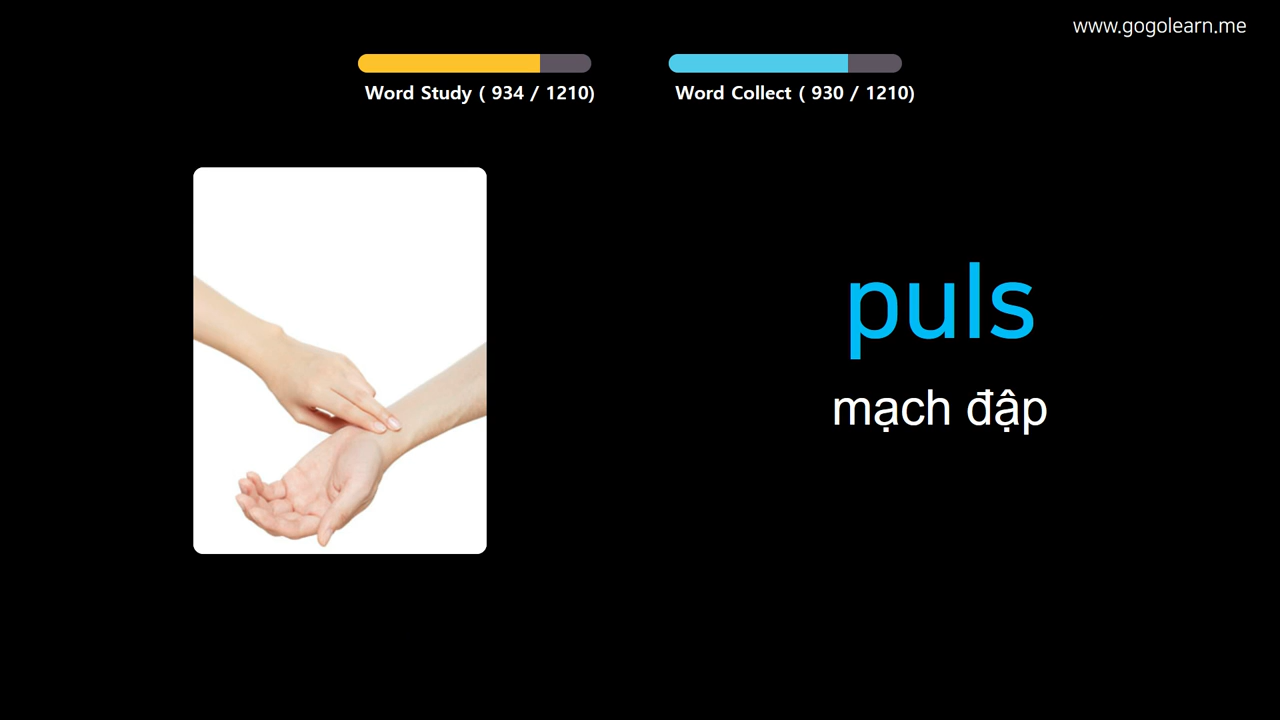 www.gogolearn.me
Word Study ( 934 / 1210)
Word Collect ( 930 / 1210)
puls
mạch đập